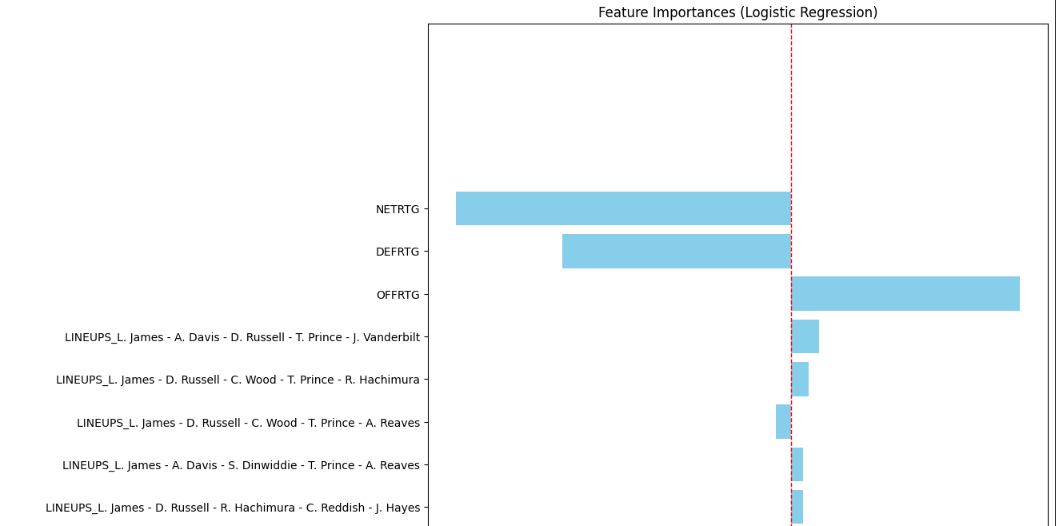 Feature Importances (Logistic Regression)
NETRTG
DEFRTG
OFFRTG
LINEUPS_L. James - A. Davis - D. Russell - T. Prince - J. Vanderbilt
LINEUPS_L. James - D. Russell - C. Wood - T. Prince - R. Hachimura
LINEUPS_L. James - D. Russell - C. Wood - T. Prince - A. Reaves
LINEUPS_L. James - A. Davis - S. Dinwiddie - T. Prince - A. Reaves
LINEUPS_L. James - D. Russell - R. Hachimura - C. Reddish - J. Hayes